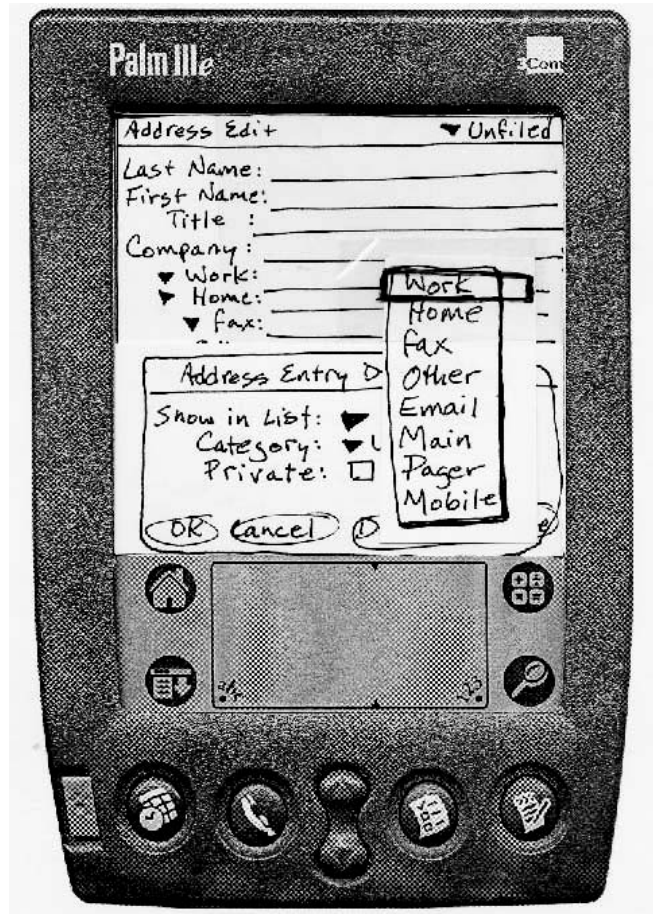 Palm IIIe
3Com
Address Edit ▼ Unfiled
Last Name:
First Name:
Title :
Company:
▼ Work:
▼ Home:
▼ Fax:
Address Entry D
Show in List: ▼
Category: ▼ U
Private: ☐
OK Cancel D e
Work
Home
Fax
Other
Email
Main
Pager
Mobile